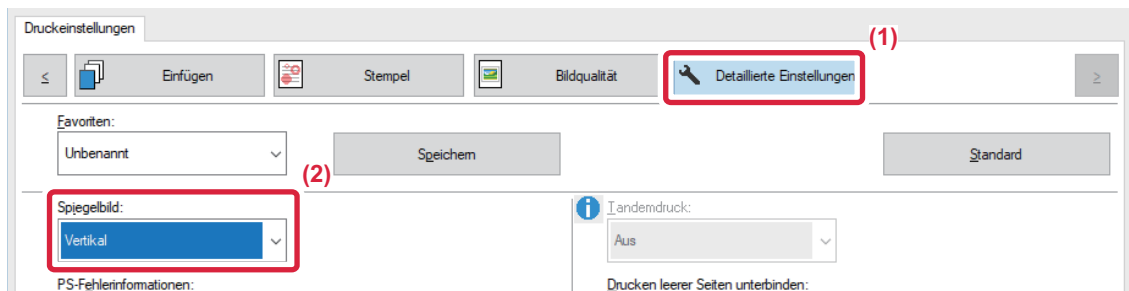 Druckeinstellungen
(1)
< Einfügen Stempel Bildqualität Detaillierte Einstellungen >
Favoriten:
Unbenannt Speichern Standard
(2)
Spiegelbild: Tandemdruck:
Vertikal Aus
PS-Fehlerinformationen: Drucken leerer Seiten unterbinden: